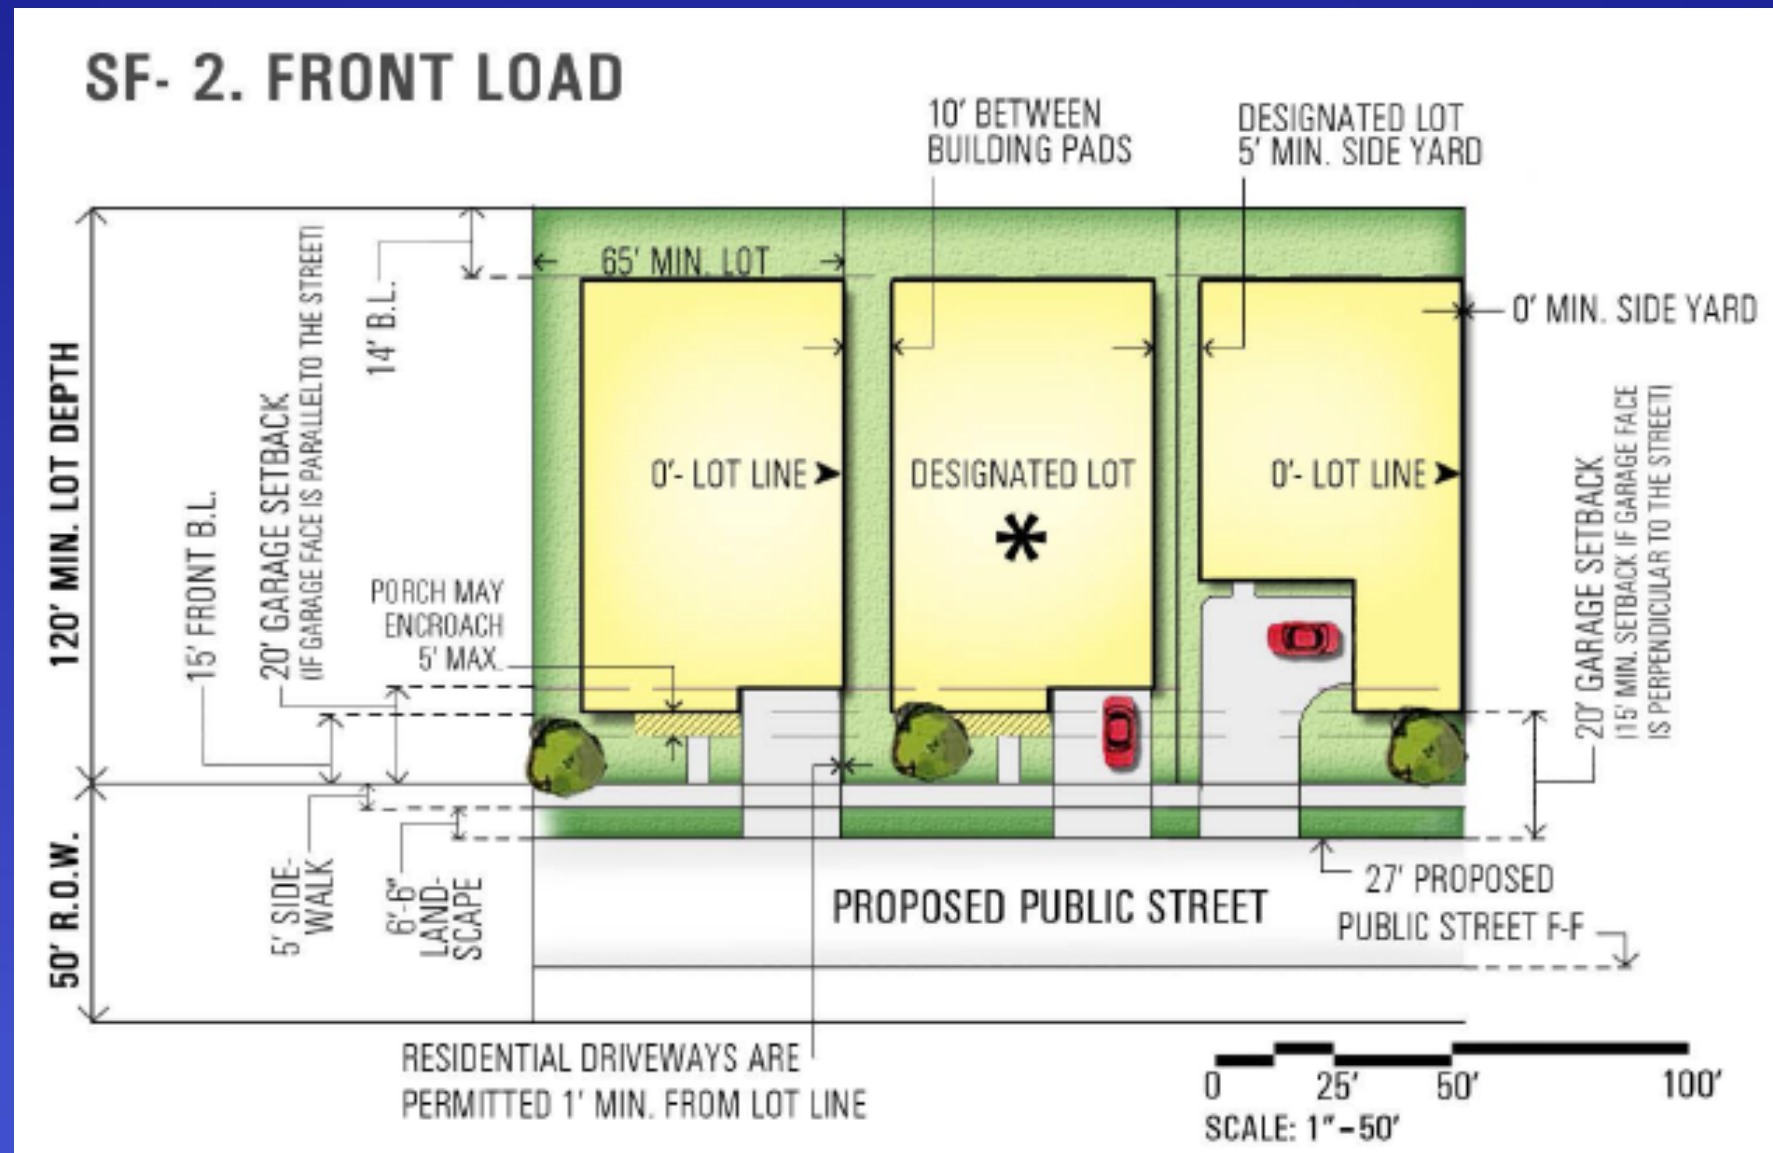 SF- 2. FRONT LOAD
10' BETWEEN
BUILDING PADS
DESIGNATED LOT
5' MIN. SIDE YARD
65' MIN. LOT
0' MIN. SIDE YARD
120' MIN. LOT DEPTH
15' FRONT B.L.
20' GARAGE SETBACK
(IF GARAGE FACE IS PARALLEL TO THE STREET)
14' B.L.
PORCH MAY
ENCROACH
5' MAX.
0'- LOT LINE
DESIGNATED LOT
*
0'- LOT LINE
20' GARAGE SETBACK
(15' MIN. SETBACK IF GARAGE FACE
IS PERPENDICULAR TO THE STREET)
50' R.O.W.
5' SIDE-
WALK
6'-6"
LAND-
SCAPE
PROPOSED PUBLIC STREET
27' PROPOSED
PUBLIC STREET F-F
RESIDENTIAL DRIVEWAYS ARE
PERMITTED 1' MIN. FROM LOT LINE
0 25' 50' 100'
SCALE: 1"-50'